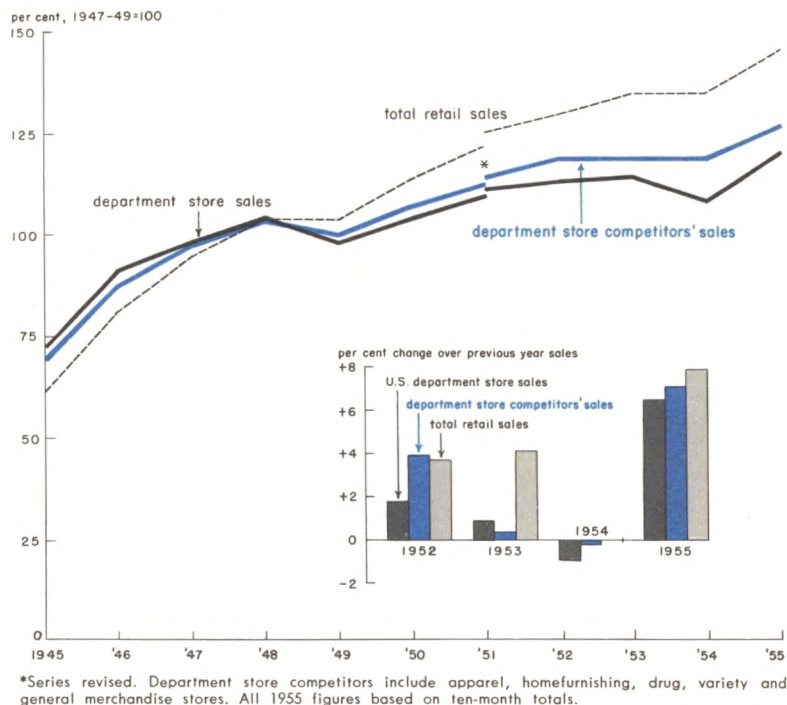 per cent, 1947-49=100
150
125
100
75
50
25
0
total retail sales
*
department store sales
department store competitors' sales
per cent change over previous year sales
+8
+6
+4
+2
0
-2
U.S. department store sales
department store competitors' sales
total retail sales
1952
1953
1954
1955
1945 '46 '47 '48 '49 '50 '51 '52 '53 '54 '55
*Series revised. Department store competitors include apparel, homefurnishing, drug, variety and
general merchandise stores. All 1955 figures based on ten-month totals.